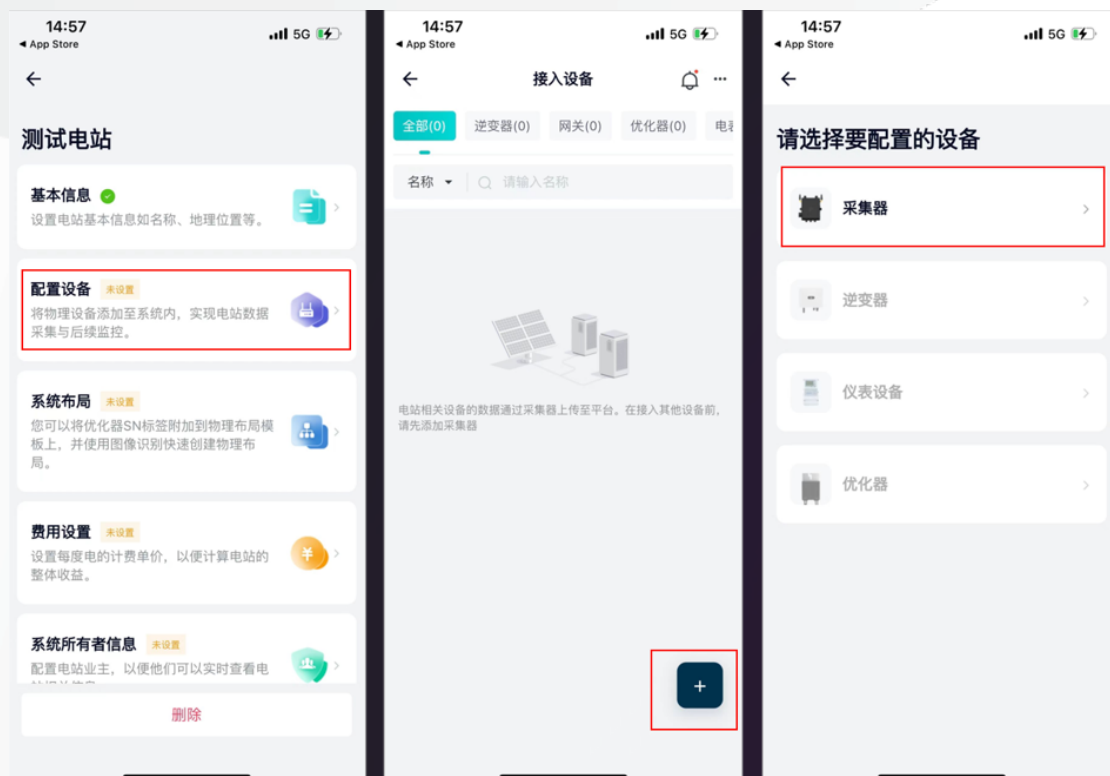 14:57
App Store
5G
测试电站
基本信息
设置电站基本信息如名称、地理位置等。
配置设备 未设置
将物理设备添加至系统内，实现电站数据
采集与后续监控。
系统布局 未设置
您可以将优化器SN标签附加到物理布局模
板上，并使用图像识别快速创建物理布
局。
费用设置 未设置
设置每度电的计费单价，以便计算电站的
整体收益。
系统所有者信息 未设置
配置电站业主，以便他们可以实时查看电
删除
14:57
App Store
5G
接入设备
全部(0) 逆变器(0) 网关(0) 优化器(0) 电表
名称 请输入名称
电站相关设备的数据通过采集器上传至平台。在接入其他设备前，
请先添加采集器
+
14:57
App Store
5G
请选择要配置的设备
采集器
逆变器
仪表设备
优化器